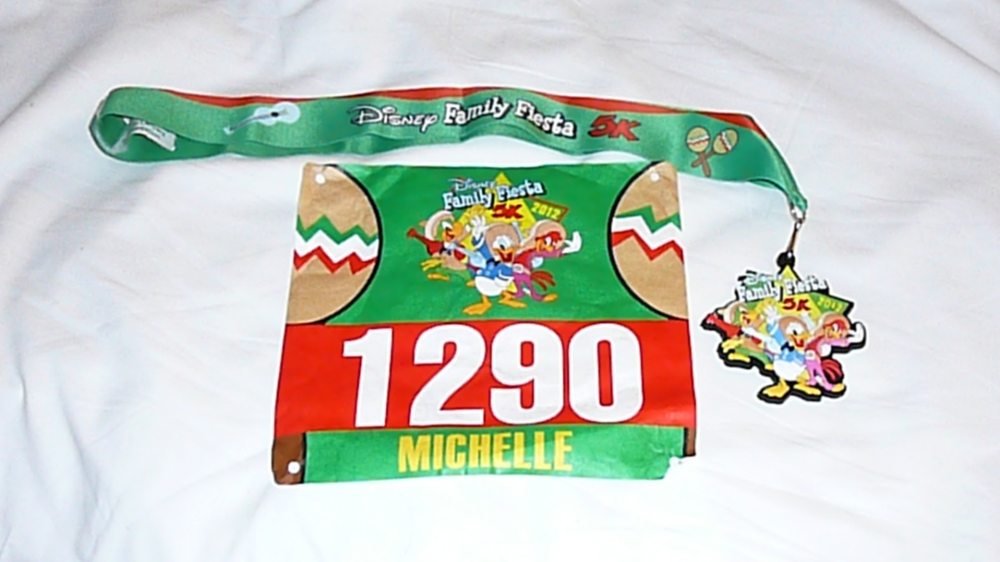 DISNEY Family Fiesta 5K
DISNEY
Family Fiesta
5K 2012
1290
MICHELLE
Disney
Family Fiesta
5K 2012